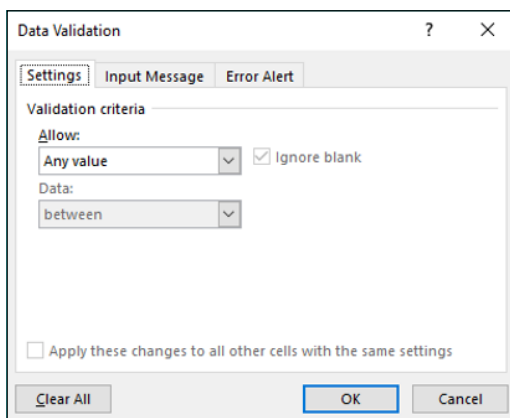 Data Validation ? ×
Settings Input Message Error Alert
Validation criteria
Allow:
Any value Ignore blank
Data:
between
Apply these changes to all other cells with the same settings
Clear All OK Cancel